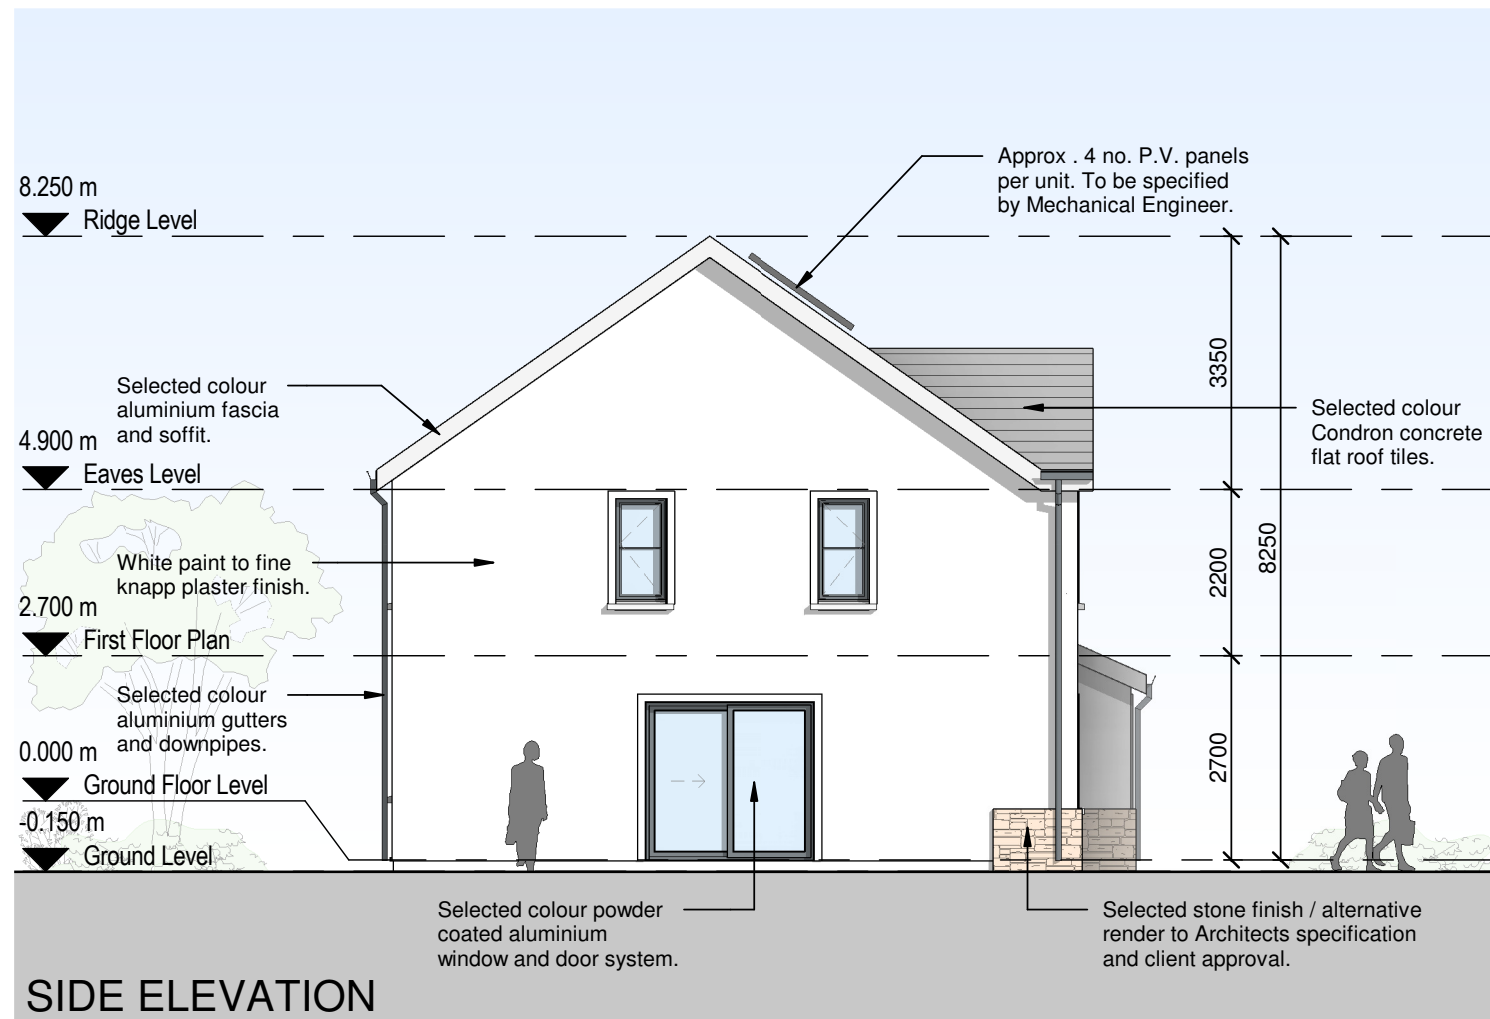 Approx . 4 no. P.V. panels
per unit. To be specified
by Mechanical Engineer.
8.250 m
Ridge Level
3350
Selected colour
aluminium fascia
and soffit.
Selected colour
Condron concrete
flat roof tiles.
4.900 m
Eaves Level
2200
8250
White paint to fine
knapp plaster finish.
2.700 m
First Floor Plan
Selected colour
aluminium gutters
and downpipes.
2700
0.000 m
Ground Floor Level
-0.150 m
Ground Level
Selected colour powder
coated aluminium
window and door system.
Selected stone finish / alternative
render to Architects specification
and client approval.
SIDE ELEVATION